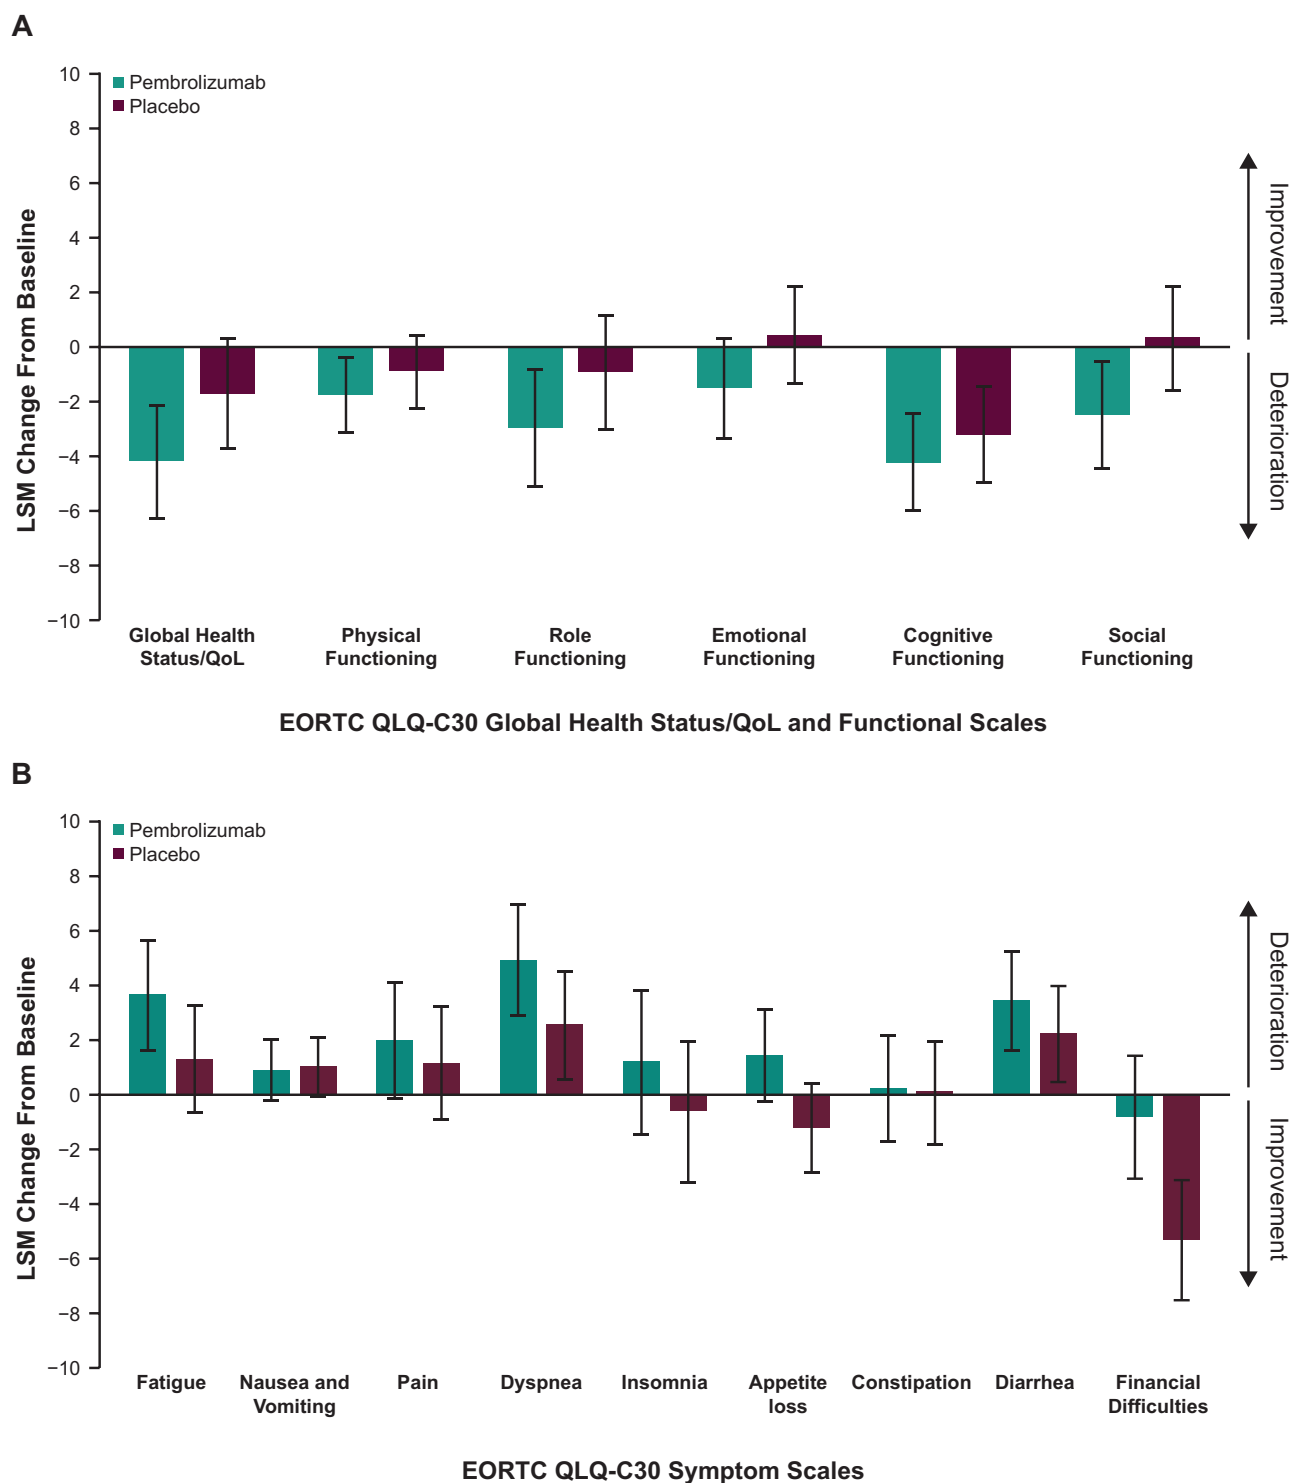 A
10
8
6
4
2
0
−2
−4
−6
−8
−10
LSM Change From Baseline
Pembrolizumab
Placebo
Improvement
Deterioration
Global Health
Status/QoL
Physical
Functioning
Role
Functioning
Emotional
Functioning
Cognitive
Functioning
Social
Functioning
EORTC QLQ-C30 Global Health Status/QoL and Functional Scales
B
10
8
6
4
2
0
−2
−4
−6
−8
−10
LSM Change From Baseline
Pembrolizumab
Placebo
Deterioration
Improvement
Fatigue
Nausea and
Vomiting
Pain
Dyspnea
Insomnia
Appetite
loss
Constipation
Diarrhea
Financial
Difficulties
EORTC QLQ-C30 Symptom Scales